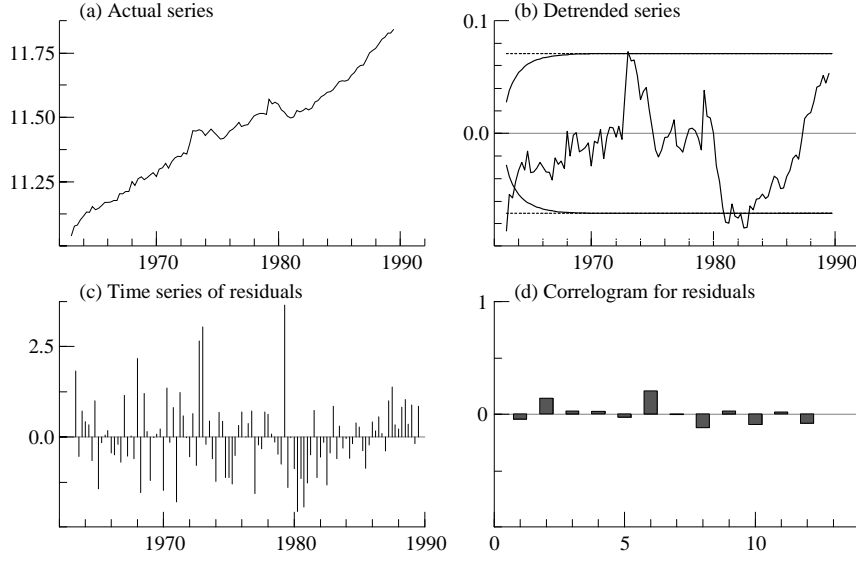 (a) Actual series
11.75
11.50
11.25
1970 1980 1990
(b) Detrended series
0.1
0.0
1970 1980 1990
(c) Time series of residuals
2.5
0.0
1970 1980 1990
(d) Correlogram for residuals
1
0
0 5 10